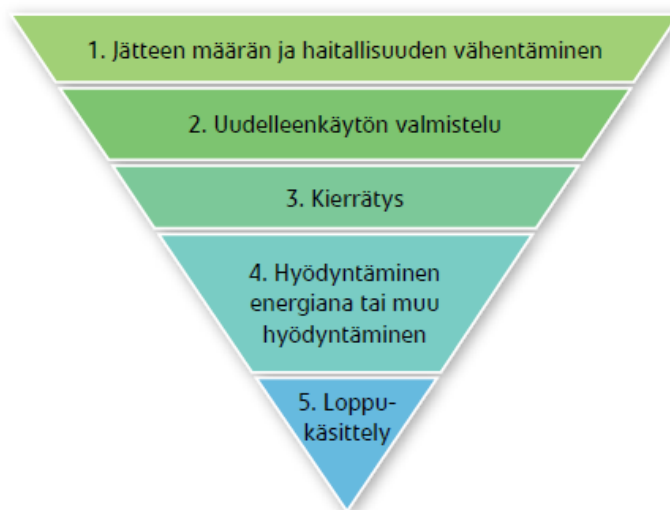 1. Jätteen määrän ja haitallisuuden vähentäminen
2. Uudelleenkäytön valmistelu
3. Kierrätys
4. Hyödyntäminen
energiana tai muu
hyödyntäminen
5. Loppu-
käsittely